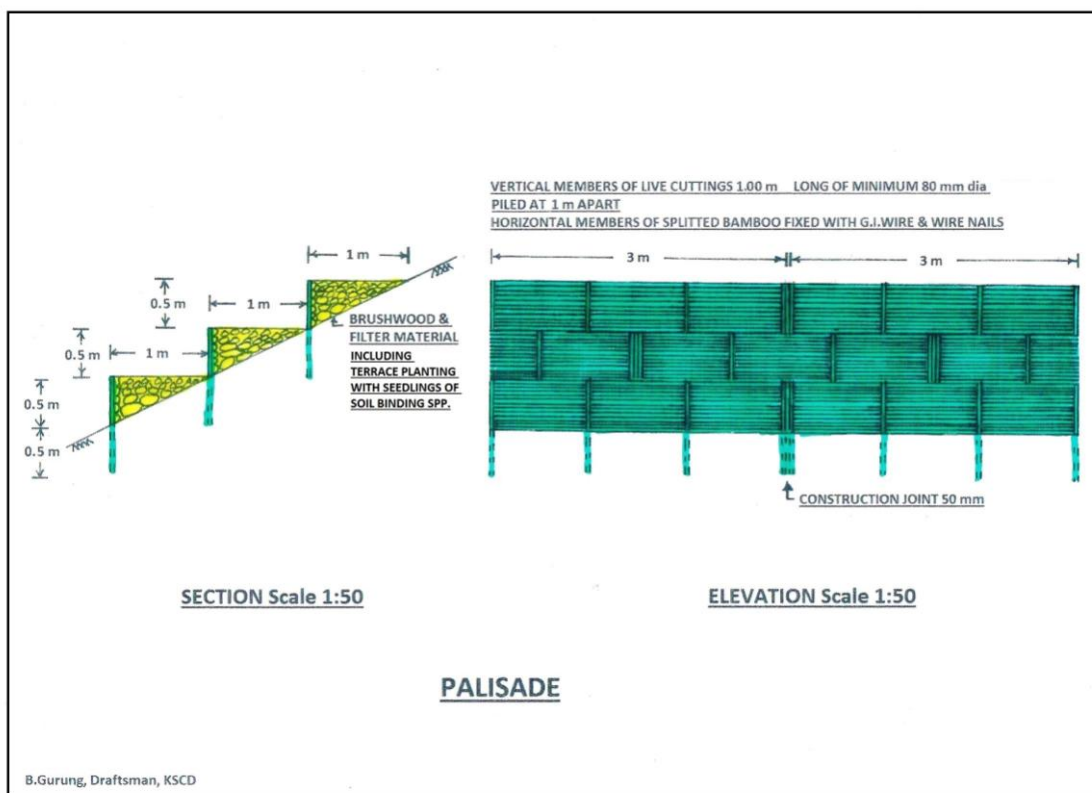 VERTICAL MEMBERS OF LIVE CUTTINGS 1.00 m LONG OF MINIMUM 80 mm dia
PILED AT 1 m APART
HORIZONTAL MEMBERS OF SPLITTED BAMBOO FIXED WITH G.I.WIRE & WIRE NAILS
1 m
3 m
3 m
0.5 m
1 m
BRUSHWOOD &
FILTER MATERIAL
INCLUDING
TERRACE PLANTING
WITH SEEDLINGS OF
SOIL BINDING SPP.
0.5 m
1 m
0.5 m
0.5 m
CONSTRUCTION JOINT 50 mm
SECTION Scale 1:50
ELEVATION Scale 1:50
PALISADE
B.Gurung, Draftsman, KSCD